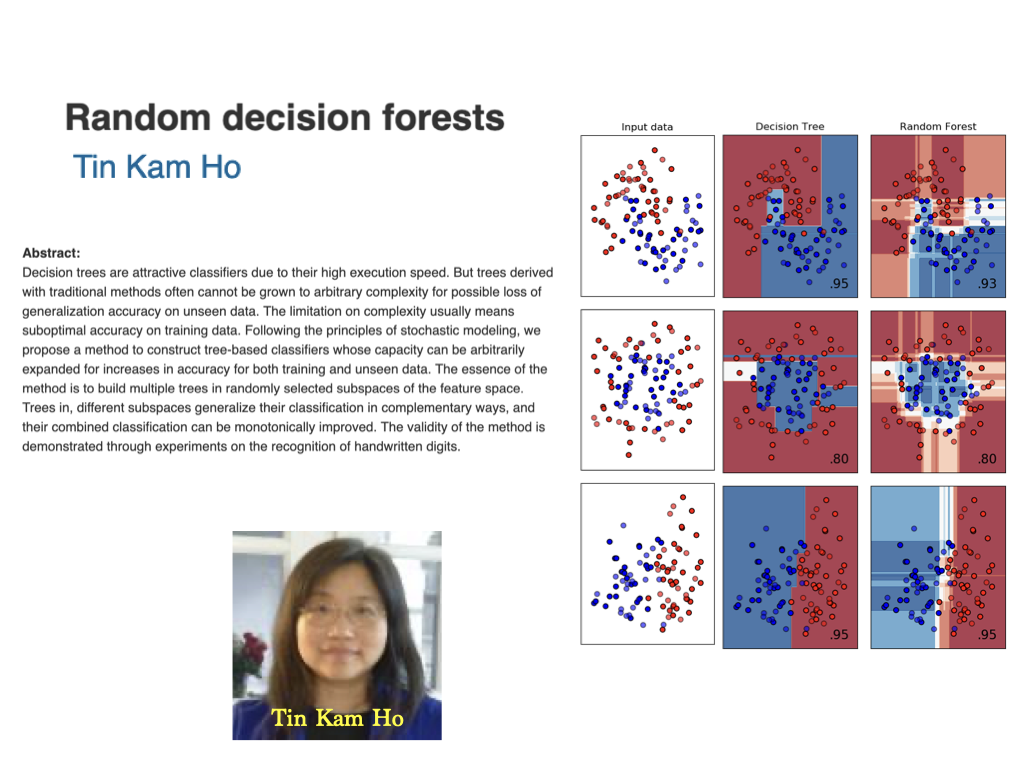 Random decision forests
Tin Kam Ho
Abstract:
Decision trees are attractive classifiers due to their high execution speed. But trees derived
with traditional methods often cannot be grown to arbitrary complexity for possible loss of
generalization accuracy on unseen data. The limitation on complexity usually means
suboptimal accuracy on training data. Following the principles of stochastic modeling, we
propose a method to construct tree-based classifiers whose capacity can be arbitrarily
expanded for increases in accuracy for both training and unseen data. The essence of the
method is to build multiple trees in randomly selected subspaces of the feature space.
Trees in, different subspaces generalize their classification in complementary ways, and
their combined classification can be monotonically improved. The validity of the method is
demonstrated through experiments on the recognition of handwritten digits.
Tin Kam Ho
Input data Decision Tree Random Forest
.95 .93
.80 .80
.95 .95